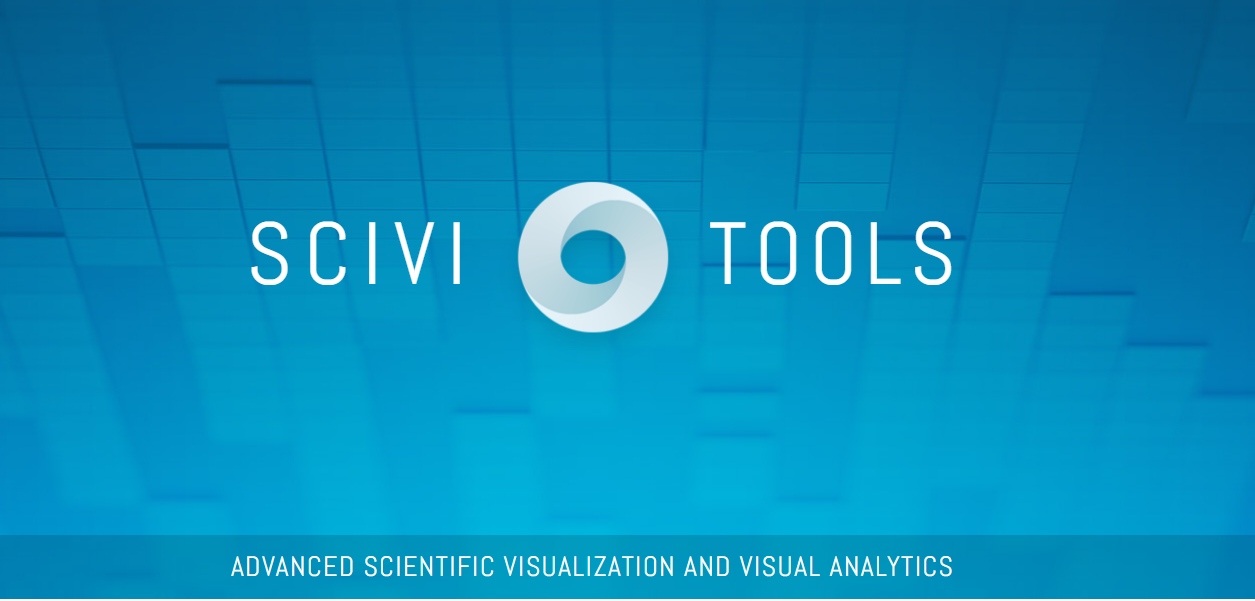 SCIVI TOOLS
ADVANCED SCIENTIFIC VISUALIZATION AND VISUAL ANALYTICS